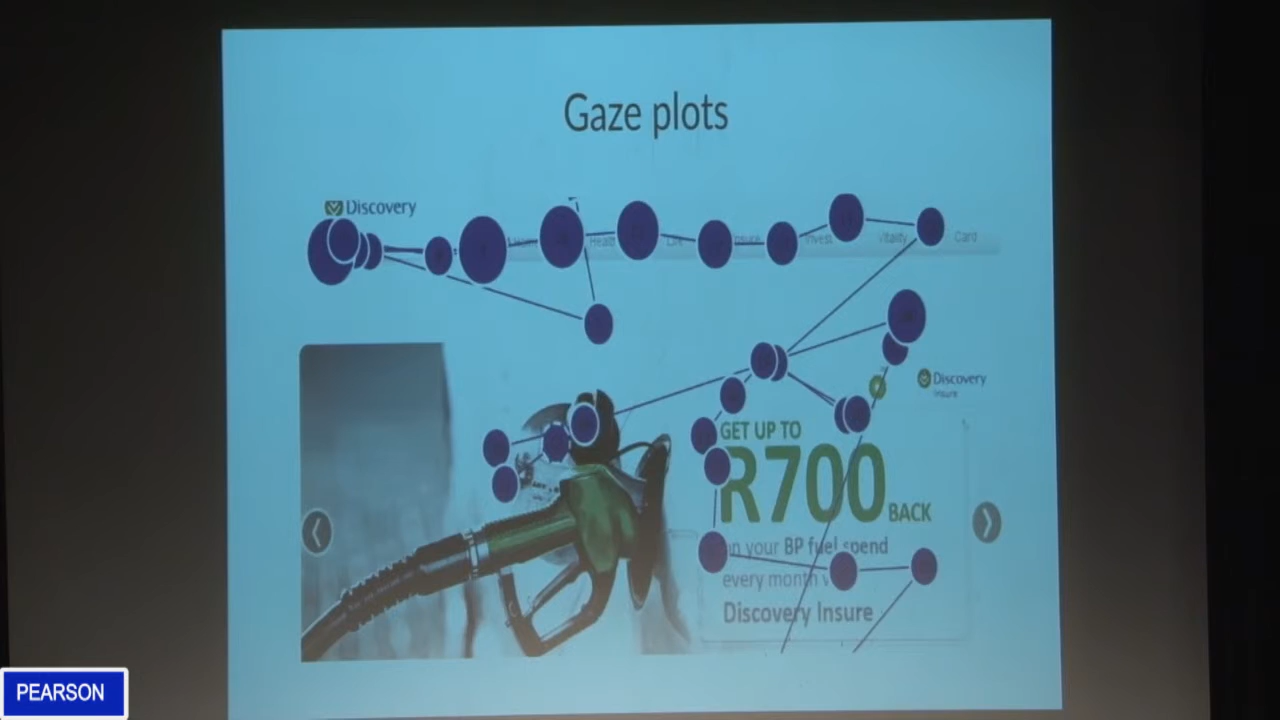 Gaze plots
Discovery
Health
Invest
Vitality
Card
Discovery
Insure
GET UP TO
R700
BACK
on your BP fuel spend
every month
Discovery Insure
PEARSON